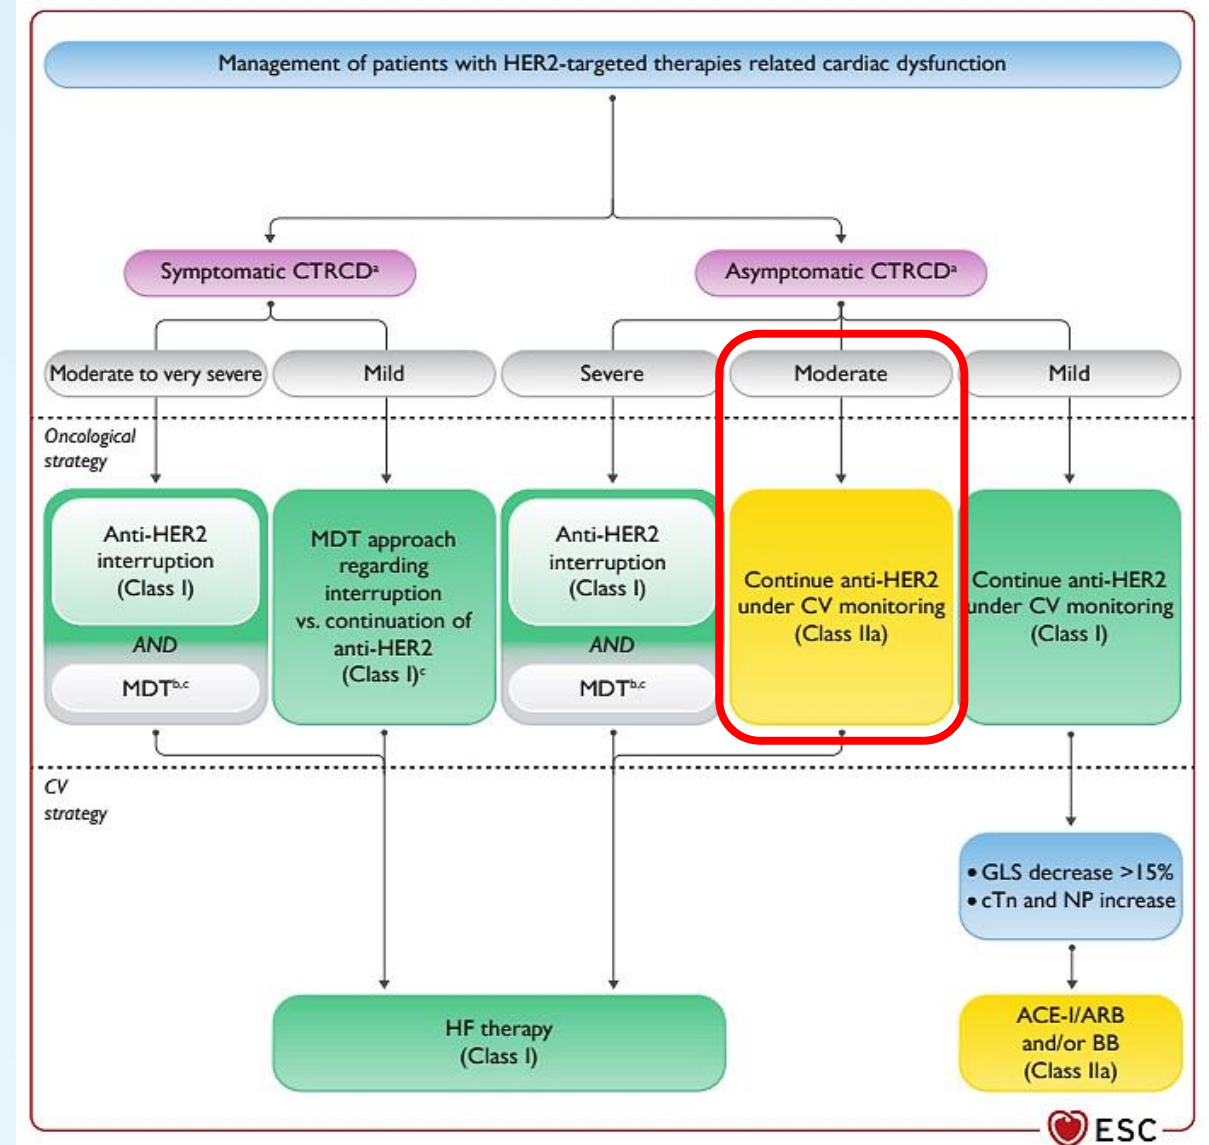 Management of patients with HER2-targeted therapies related cardiac dysfunction
Symptomatic CTRCDᵃ
Asymptomatic CTRCDᵃ
Moderate to very severe
Mild
Severe
Moderate
Mild
Oncological
strategy
Anti-HER2
interruption
(Class I)
AND
MDTᵇ,ᶜ
MDT approach
regarding
interruption
vs. continuation of
anti-HER2
(Class I)ᶜ
Anti-HER2
interruption
(Class I)
AND
MDTᵇ,ᶜ
Continue anti-HER2
under CV monitoring
(Class IIa)
Continue anti-HER2
under CV monitoring
(Class I)
CV
strategy
• GLS decrease >15%
• cTn and NP increase
HF therapy
(Class I)
ACE-I/ARB
and/or BB
(Class IIa)
ESC